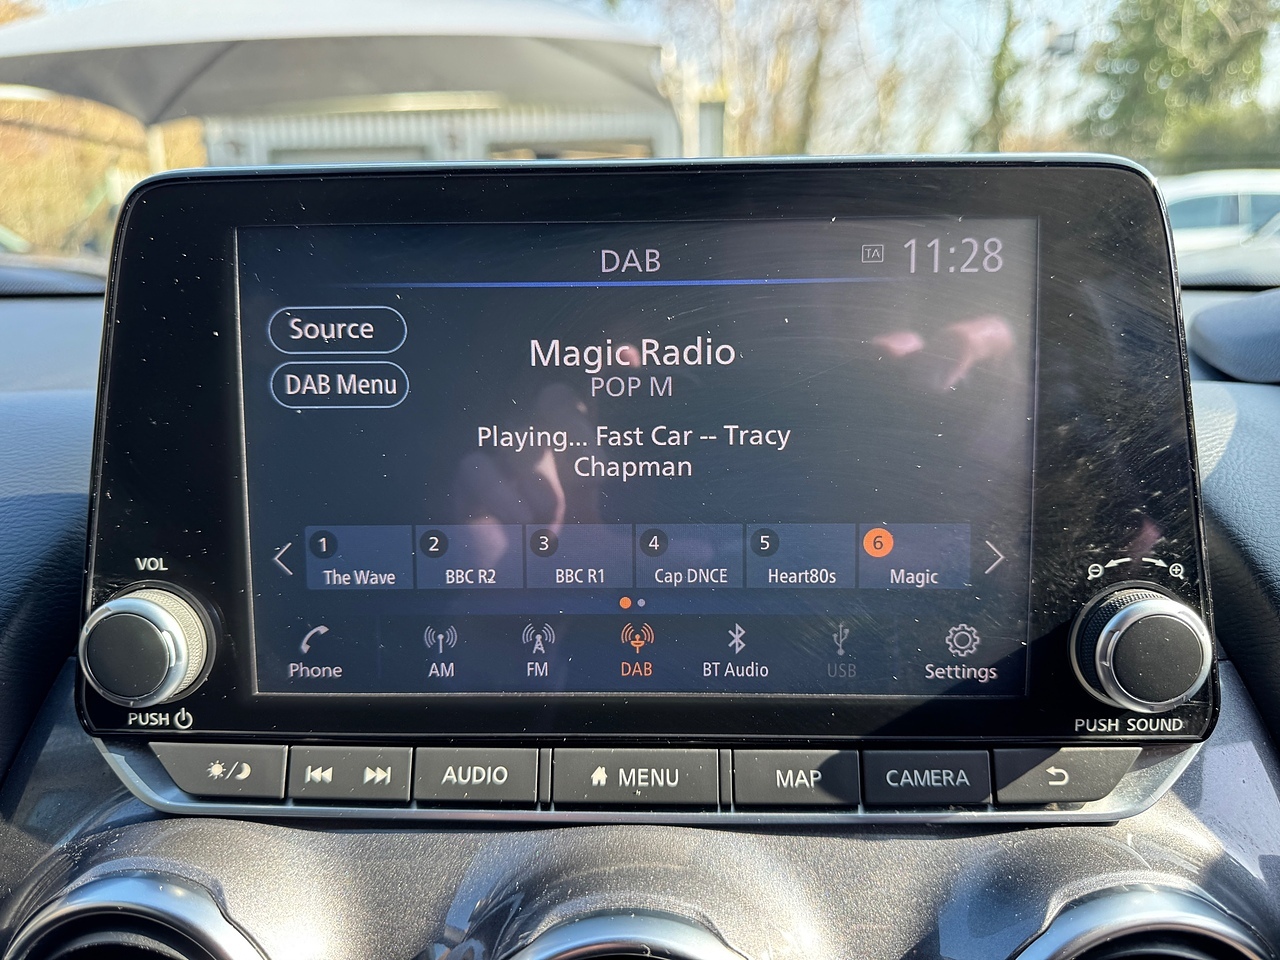 DAB
TA 11:28
Source
Magic Radio
DAB Menu
POP M
Playing... Fast Car -- Tracy
Chapman
1 2 3 4 5 6
The Wave BBC R2 BBC R1 Cap DNCE Heart80s Magic
VOL
Phone AM FM DAB BT Audio USB Settings
PUSH
PUSH SOUND
AUDIO MENU MAP CAMERA